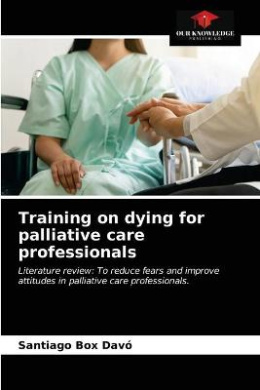 OUR KNOWLEDGE
PUBLISHING
Training on dying for
palliative care
professionals
Literature review: To reduce fears and improve
attitudes in palliative care professionals.
Santiago Box Davó